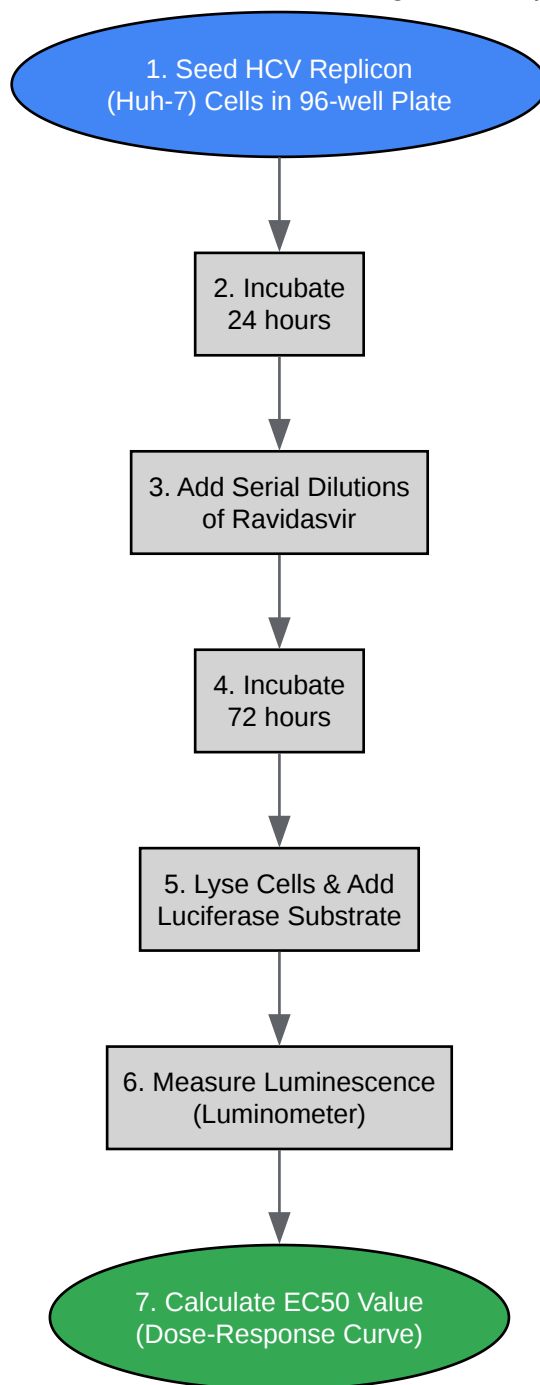 1. Seed HCV Replicon
(Huh-7) Cells in 96-well Plate
2. Incubate
24 hours
3. Add Serial Dilutions
of Ravidasvir
4. Incubate
72 hours
5. Lyse Cells & Add
Luciferase Substrate
6. Measure Luminescence
(Luminometer)
7. Calculate EC50 Value
(Dose-Response Curve)